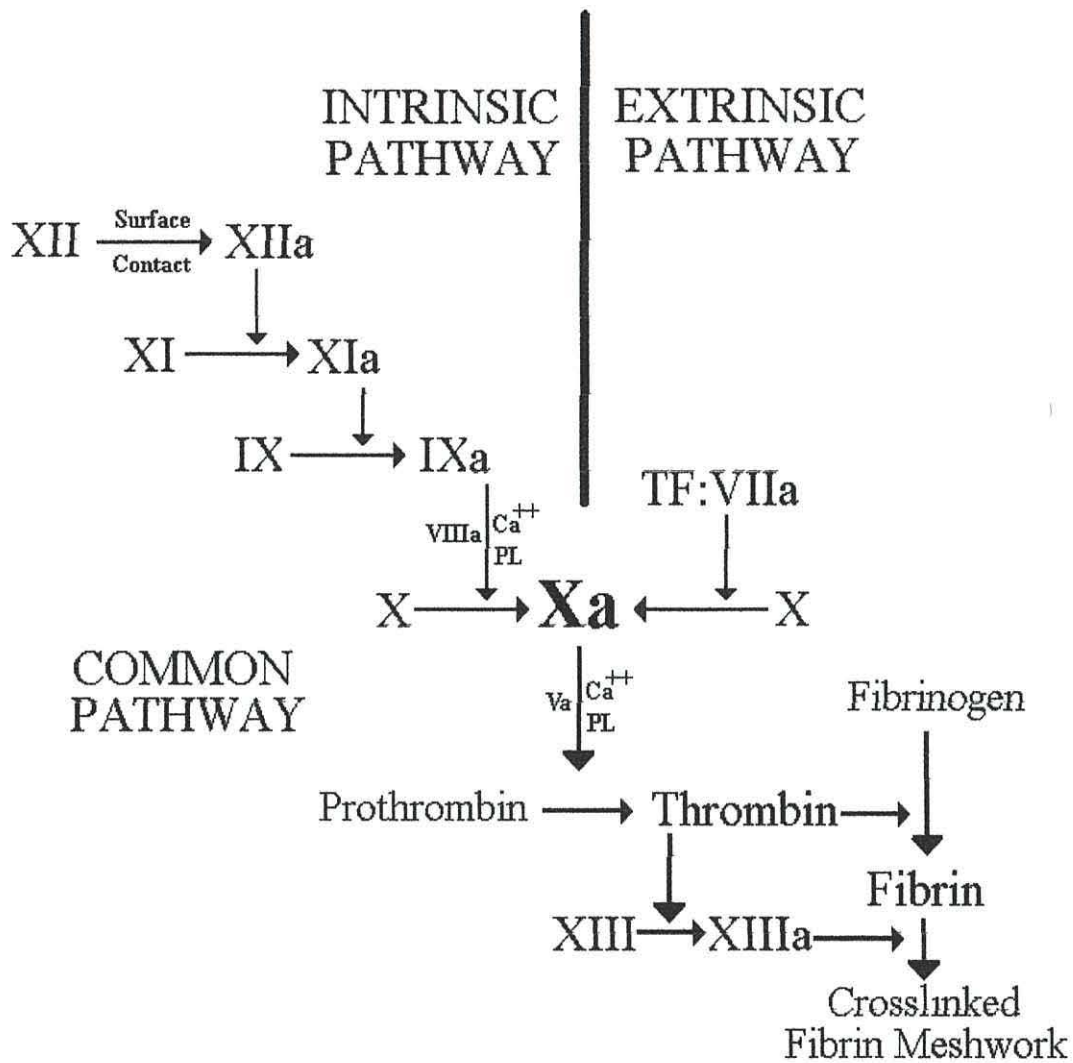 INTRINSIC
PATHWAY
EXTRINSIC
PATHWAY
XII
Surface
Contact
XIIa
XI
XIa
IX
IXa
TF:VIIa
VIIIa
Ca++
PL
X
Xa
X
COMMON
PATHWAY
Va
Ca++
PL
Fibrinogen
Prothrombin
Thrombin
Fibrin
XIII
XIIIa
Crosslinked
Fibrin Meshwork